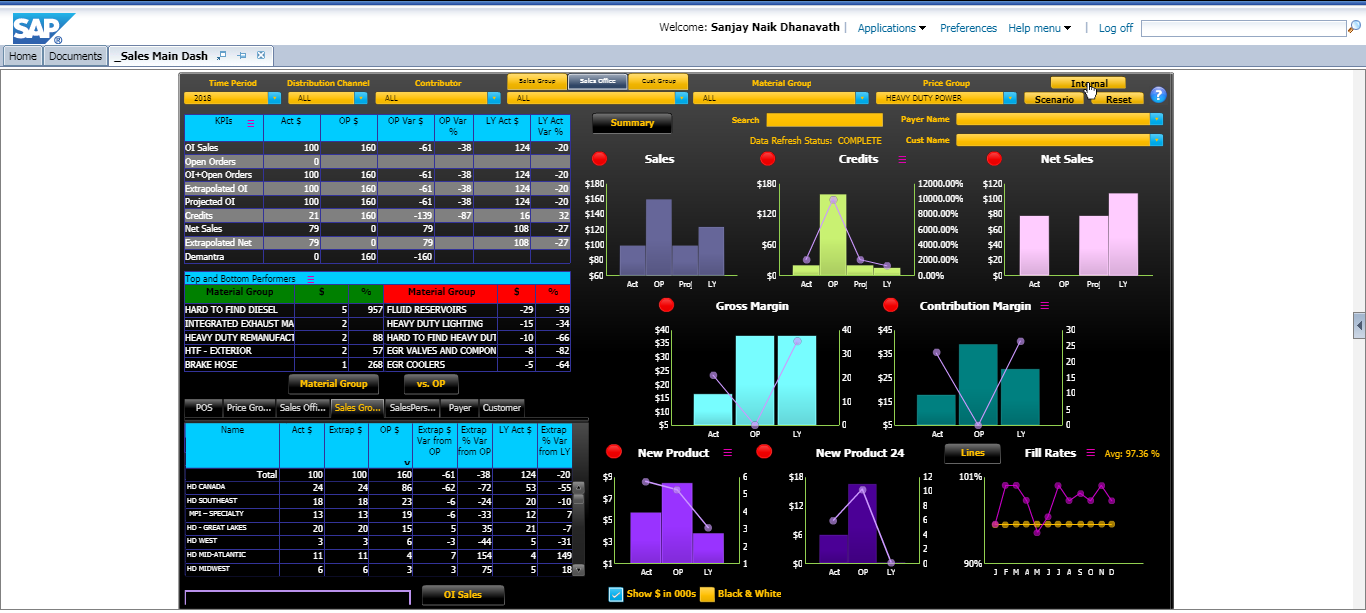 SAP ®
Welcome: Sanjay Naik Dhanavath | Applications Preferences Help menu | Log off
Home Documents _Sales Main Dash
Time Period Distribution Channel Contributor Sales Group Sales Office Cust Group Material Group Price Group Internal
2018 ALL ALL ALL ALL HEAVY DUTY POWER Scenario Reset ?
KPIs Act $ OP $ OP Var $ OP Var % LY Act $ LY Act Var %
OI Sales 100 160 -61 -38 124 -20
Open Orders 0
OI+Open Orders 100 160 -61 -38 124 -20
Extrapolated OI 100 160 -61 -38 124 -20
Projected OI 100 160 -61 -38 124 -20
Credits 21 160 -139 -87 16 32
Net Sales 79 0 79 108 -27
Extrapolated Net 79 0 79 108 -27
Demantra 0 160 -160
Summary Search Payer Name
Data Refresh Status: COMPLETE Cust Name
Top and Bottom Performers
Material Group $ % Material Group $ %
HARD TO FIND DIESEL 5 957 FLUID RESERVOIRS -29 -59
INTEGRATED EXHAUST MA 2 HEAVY DUTY LIGHTING -15 -34
HEAVY DUTY REMANUFACT 2 88 HARD TO FIND HEAVY DUT -10 -66
HTF - EXTERIOR 2 57 EGR VALVES AND COMPON -8 -82
BRAKE HOSE 1 268 EGR COOLERS -5 -64
Material Group vs. OP
POS Price Gro... Sales Offi... Sales Gro... SalesPers... Payer Customer
Name Act $ Extrap $ OP $ Extrap $ Var from OP Extrap % Var from OP LY Act $ Extrap % Var from LY
Total 100 100 160 -61 -38 124 -20
HD CANADA 24 24 86 -62 -72 53 -55
HD SOUTHEAST 18 18 23 -6 -24 20 -10
MPI – SPECIALTY 13 13 19 -6 -33 12 7
HD - GREAT LAKES 20 20 15 5 35 21 -7
HD WEST 3 3 6 -3 -44 5 -31
HD MID-ATLANTIC 11 11 4 7 154 4 149
HD MIDWEST 6 6 3 3 75 5 18
OI Sales
Sales
$180
$160
$140
$120
$100
$80
$60
Act OP Proj LY
Credits
$180 12000.00%
10000.00%
$120 8000.00%
6000.00%
$60 4000.00%
2000.00%
$0 0.00%
Act OP Proj LY
Net Sales
$120
$100
$80
$60
$40
$20
$0
Act OP Proj LY
Gross Margin
$40 40
$35
$30 30
$25
$20 20
$15
$10 10
$5 0
Act OP LY
Contribution Margin
$45 30
25
$35 20
15
$25
10
$15
5
$5 0
Act OP LY
New Product
$9 6
5
$7
4
$5
3
$3 2
$1 1
Act OP LY
New Product 24
$18 12
10
$12 8
6
$6 4
2
$0 0
Act OP LY
Lines Fill Rates Avg: 97.36 %
101%
90%
J F M A M J J A S O N D
Show $ in 000s Black & White